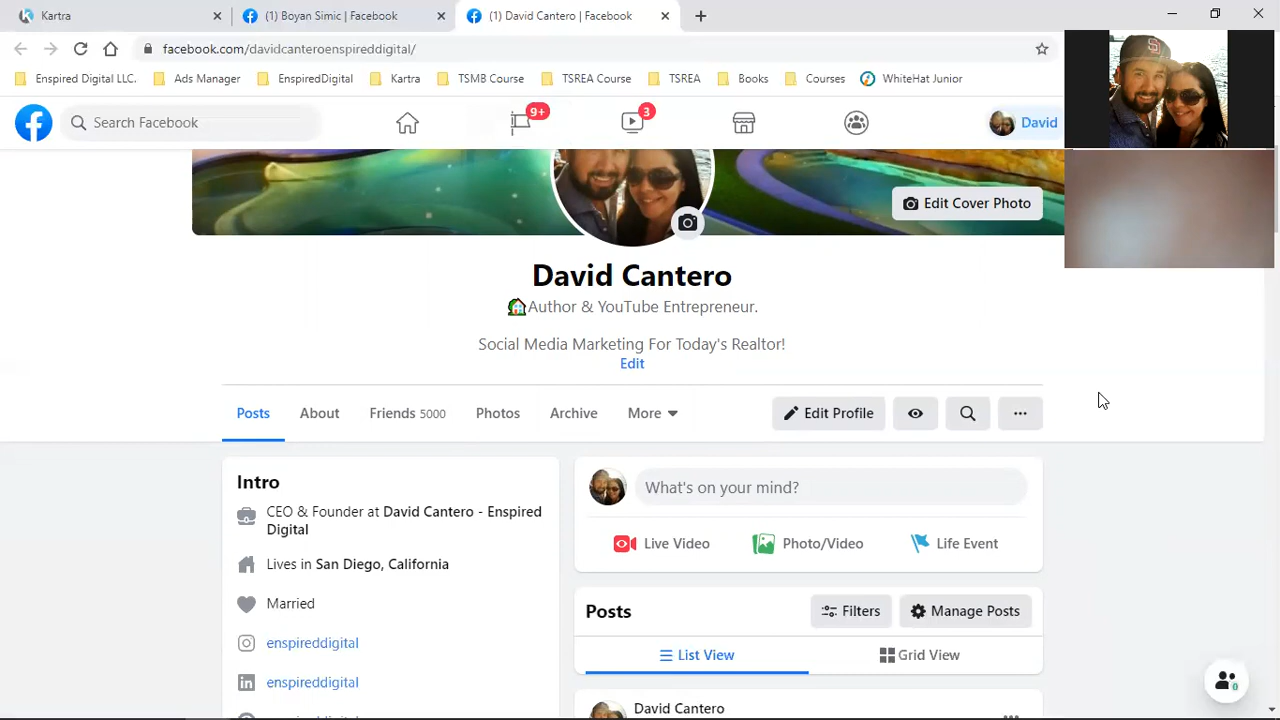 Kartra
(1) Boyan Simic | Facebook
(1) David Cantero | Facebook
facebook.com/davidcanteroenspireddigital/
Enspired Digital LLC.
Ads Manager
EnspiredDigital
Kartra
TSMB Course
TSREA Course
TSREA
Books
Courses
WhiteHat Junior
Search Facebook
9+
3
David
Edit Cover Photo
David Cantero
Author & YouTube Entrepreneur.
Social Media Marketing For Today's Realtor!
Edit
Posts
About
Friends 5000
Photos
Archive
More
Edit Profile
Intro
CEO & Founder at David Cantero - Enspired
Digital
Lives in San Diego, California
Married
enspireddigital
enspireddigital
What's on your mind?
Live Video
Photo/Video
Life Event
Posts
Filters
Manage Posts
List View
Grid View
David Cantero
0